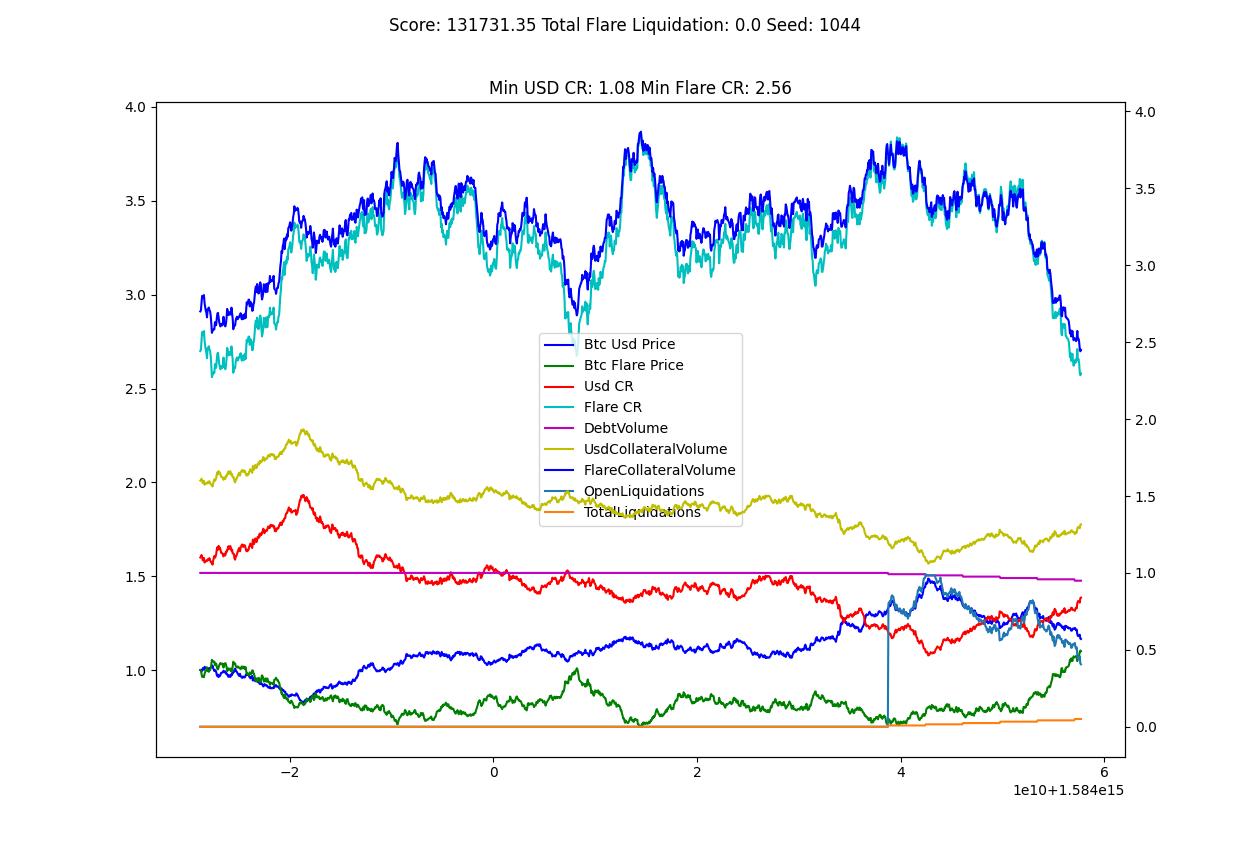 Score: 131731.35 Total Flare Liquidation: 0.0 Seed: 1044
Min USD CR: 1.08 Min Flare CR: 2.56
4.0
3.5
3.0
2.5
2.0
1.5
1.0
4.0
3.5
3.0
2.5
2.0
1.5
1.0
0.5
0.0
Btc Usd Price
Btc Flare Price
Usd CR
Flare CR
DebtVolume
UsdCollateralVolume
FlareCollateralVolume
OpenLiquidations
TotalLiquidations
−2 0 2 4 6
1e10+1.584e15